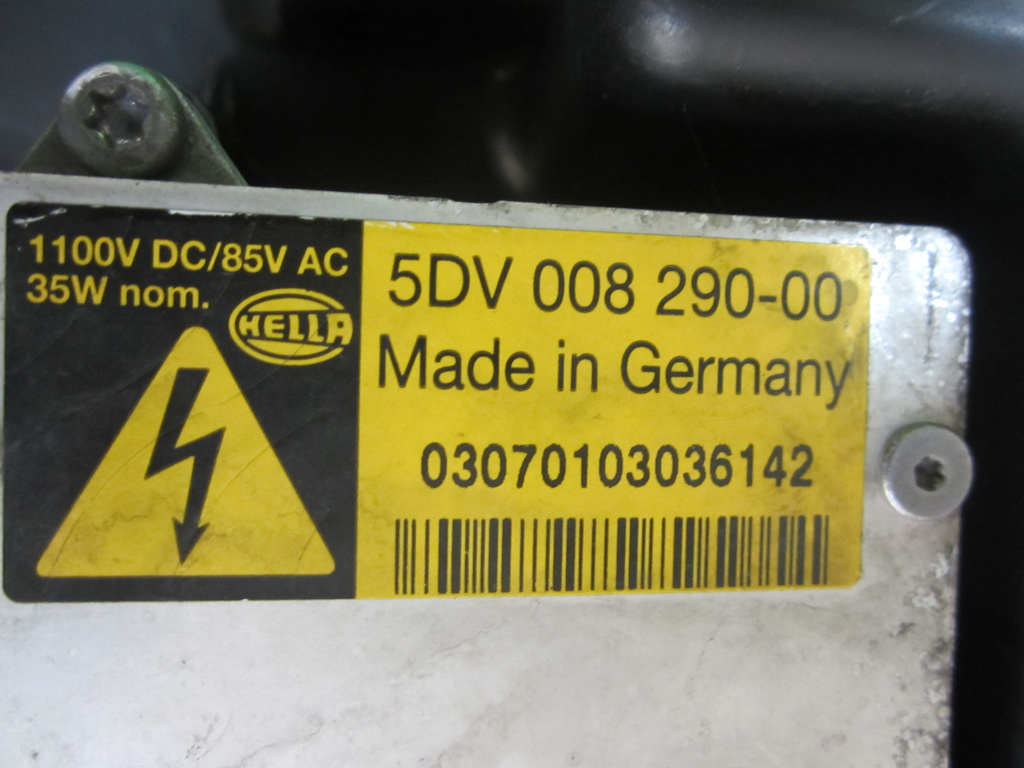 1100V DC/85V AC
35W nom.
HELLA
5DV 008 290-00
Made in Germany
03070103036142